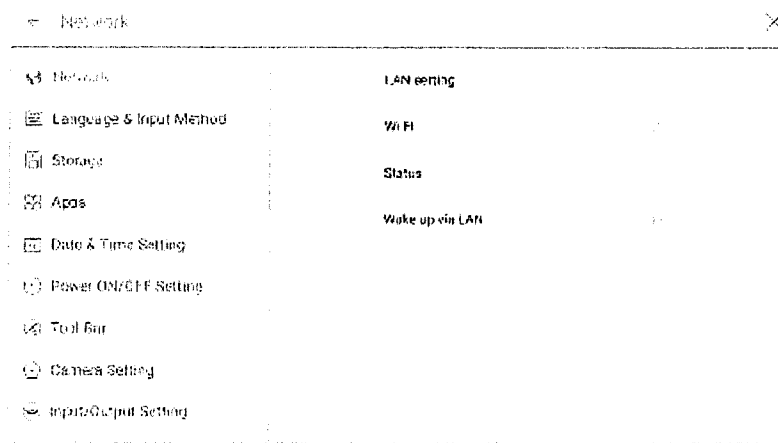 Network
Network
Language & Input Method
Storage
Apps
Date & Time Setting
Power ON/OFF Setting
Tool Bar
Camera Setting
Input/Output Setting
LAN setting
Wi FI
Status
Wake up via LAN